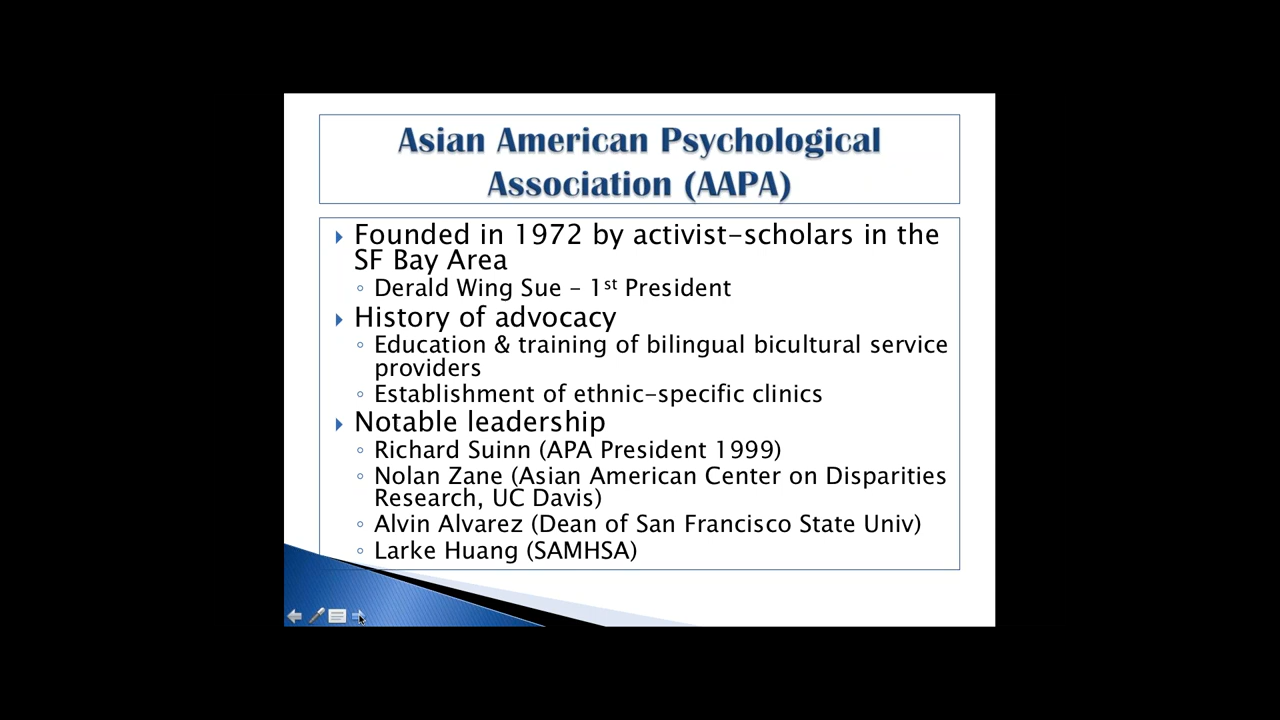 Asian American Psychological
Association (AAPA)
Founded in 1972 by activist-scholars in the
SF Bay Area
Derald Wing Sue – 1st President
History of advocacy
Education & training of bilingual bicultural service
providers
Establishment of ethnic-specific clinics
Notable leadership
Richard Suinn (APA President 1999)
Nolan Zane (Asian American Center on Disparities
Research, UC Davis)
Alvin Alvarez (Dean of San Francisco State Univ)
Larke Huang (SAMHSA)